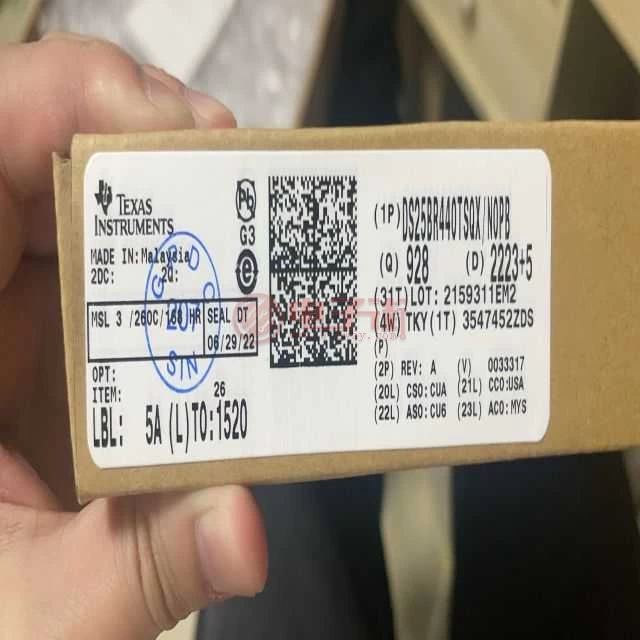 TEXAS
INSTRUMENTS
Pb
G3
e
MADE IN: Malaysia
2DC: 2Q:
MSL 3 /260C/168 HR
SEAL DT
06/29/22
OPT:
ITEM: 26
LBL: 5A (L)TO:1520
(1P) DS25BR440TSQX/NOPB
(Q) 928 (D) 2223+5
(31T) LOT: 2159311EM2
(4W) TKY(1T) 3547452ZDS
(P)
(2P) REV: A (V) 0033317
(20L) CSO:CUA (21L) CCO:USA
(22L) ASO:CU6 (23L) ACO:MYS